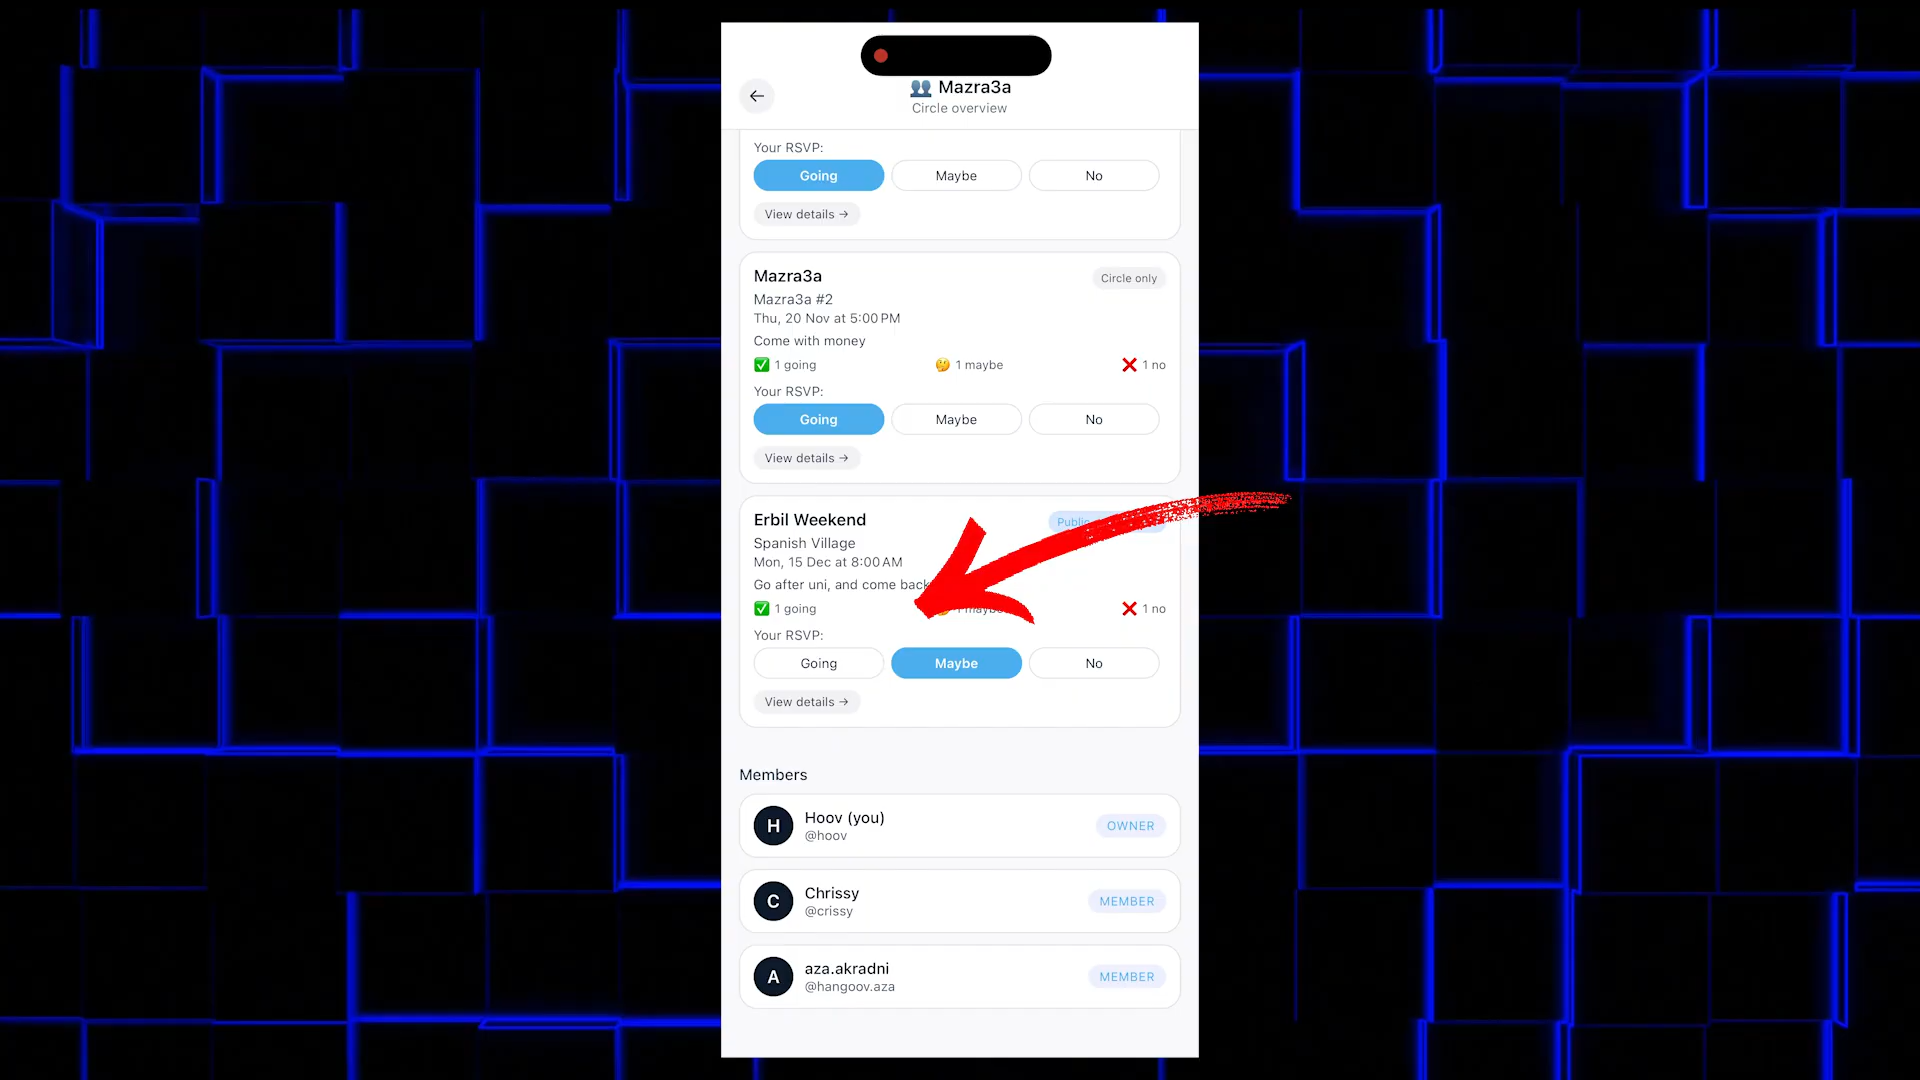 Mazra3a
Circle overview
Your RSVP:
Going Maybe No
View details →
Mazra3a Circle only
Mazra3a #2
Thu, 20 Nov at 5:00 PM
Come with money
✅ 1 going 🤔 1 maybe ❌ 1 no
Your RSVP:
Going Maybe No
View details →
Erbil Weekend Public
Spanish Village
Mon, 15 Dec at 8:00 AM
Go after uni, and come back
✅ 1 going 1 maybe ❌ 1 no
Your RSVP:
Going Maybe No
View details →
Members
H Hoov (you) OWNER
@hoov
C Chrissy MEMBER
@crissy
A aza.akradni MEMBER
@hangoov.aza